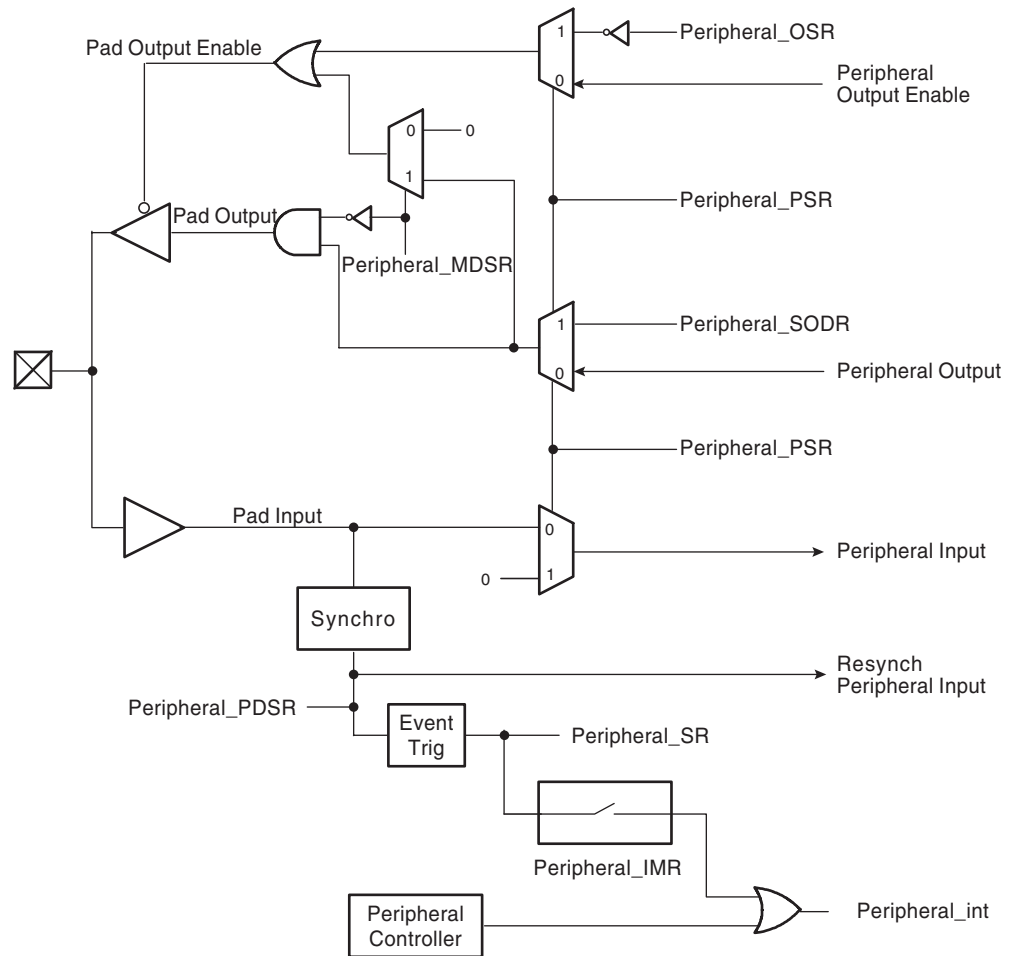 1
Peripheral_OSR
Pad Output Enable
0
Peripheral
Output Enable
0
0
1
Peripheral_PSR
Pad Output
Peripheral_MDSR
1
Peripheral_SODR
0
Peripheral Output
Peripheral_PSR
Pad Input
0
Peripheral Input
0
1
Synchro
Resynch
Peripheral Input
Peripheral_PDSR
Event
Trig
Peripheral_SR
Peripheral_IMR
Peripheral
Controller
Peripheral_int